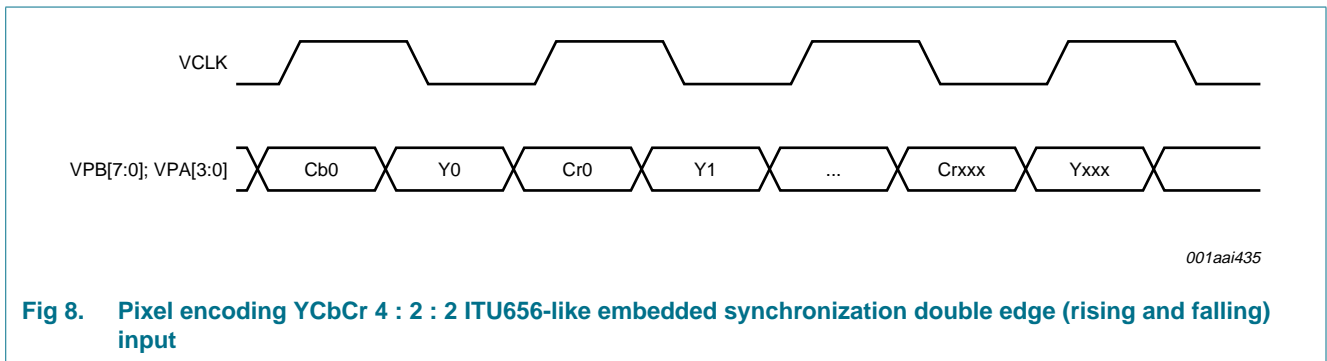 VCLK
VPB[7:0]; VPA[3:0] Cb0 Y0 Cr0 Y1 ... Crxxx Yxxx
001aai435
Fig 8. Pixel encoding YCbCr 4 : 2 : 2 ITU656-like embedded synchronization double edge (rising and falling)
input